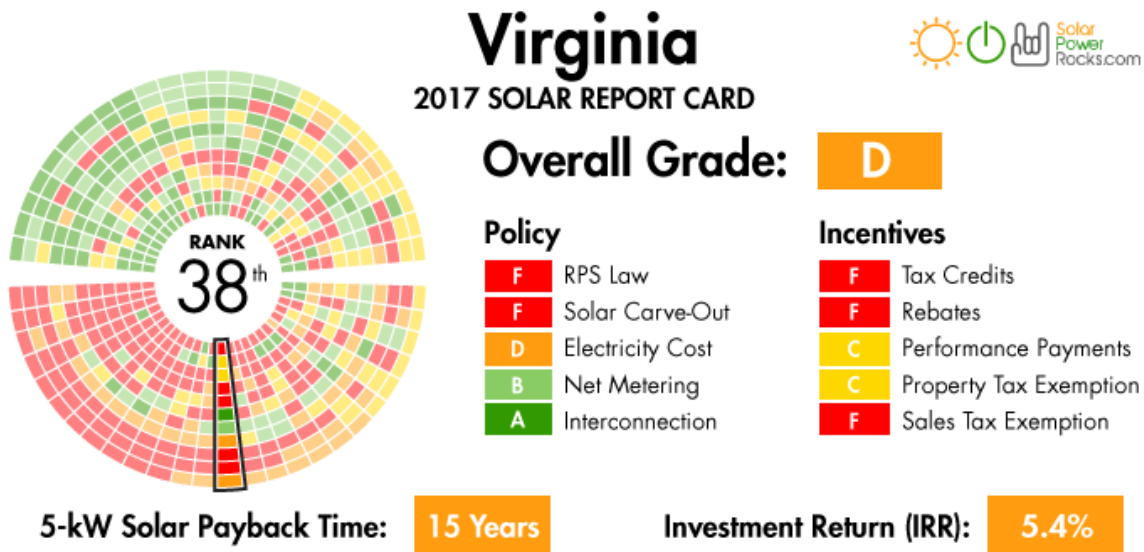 Virginia
2017 SOLAR REPORT CARD
Solar
Power
Rocks.com
Overall Grade: D
RANK
38th
Policy
F RPS Law
F Solar Carve-Out
D Electricity Cost
B Net Metering
A Interconnection
Incentives
F Tax Credits
F Rebates
C Performance Payments
C Property Tax Exemption
F Sales Tax Exemption
5-kW Solar Payback Time: 15 Years
Investment Return (IRR): 5.4%